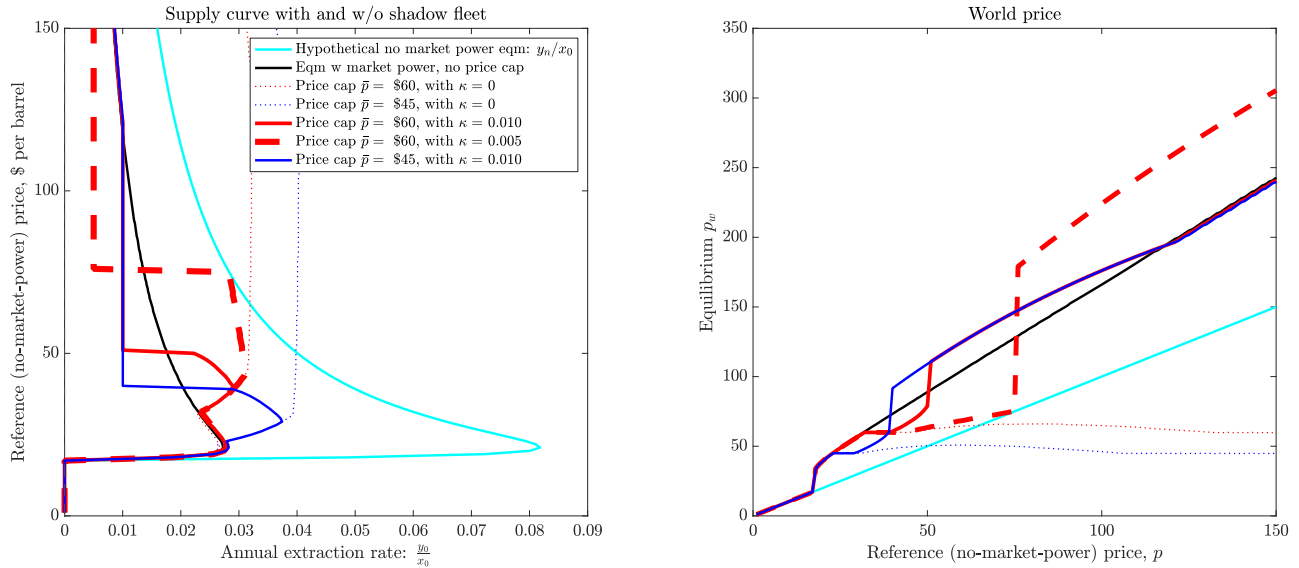 Supply curve with and w/o shadow fleet
150
100
50
0
Reference (no-market-power) price, $ per barrel
Hypothetical no market power eqm: y_n/x_0
Eqm w market power, no price cap
Price cap p̄ = $60, with κ = 0
Price cap p̄ = $45, with κ = 0
Price cap p̄ = $60, with κ = 0.010
Price cap p̄ = $60, with κ = 0.005
Price cap p̄ = $45, with κ = 0.010
0 0.01 0.02 0.03 0.04 0.05 0.06 0.07 0.08 0.09
Annual extraction rate: y_0/x_0
World price
350
300
250
200
150
100
50
0
Equilibrium p_w
0 50 100 150
Reference (no-market-power) price, p